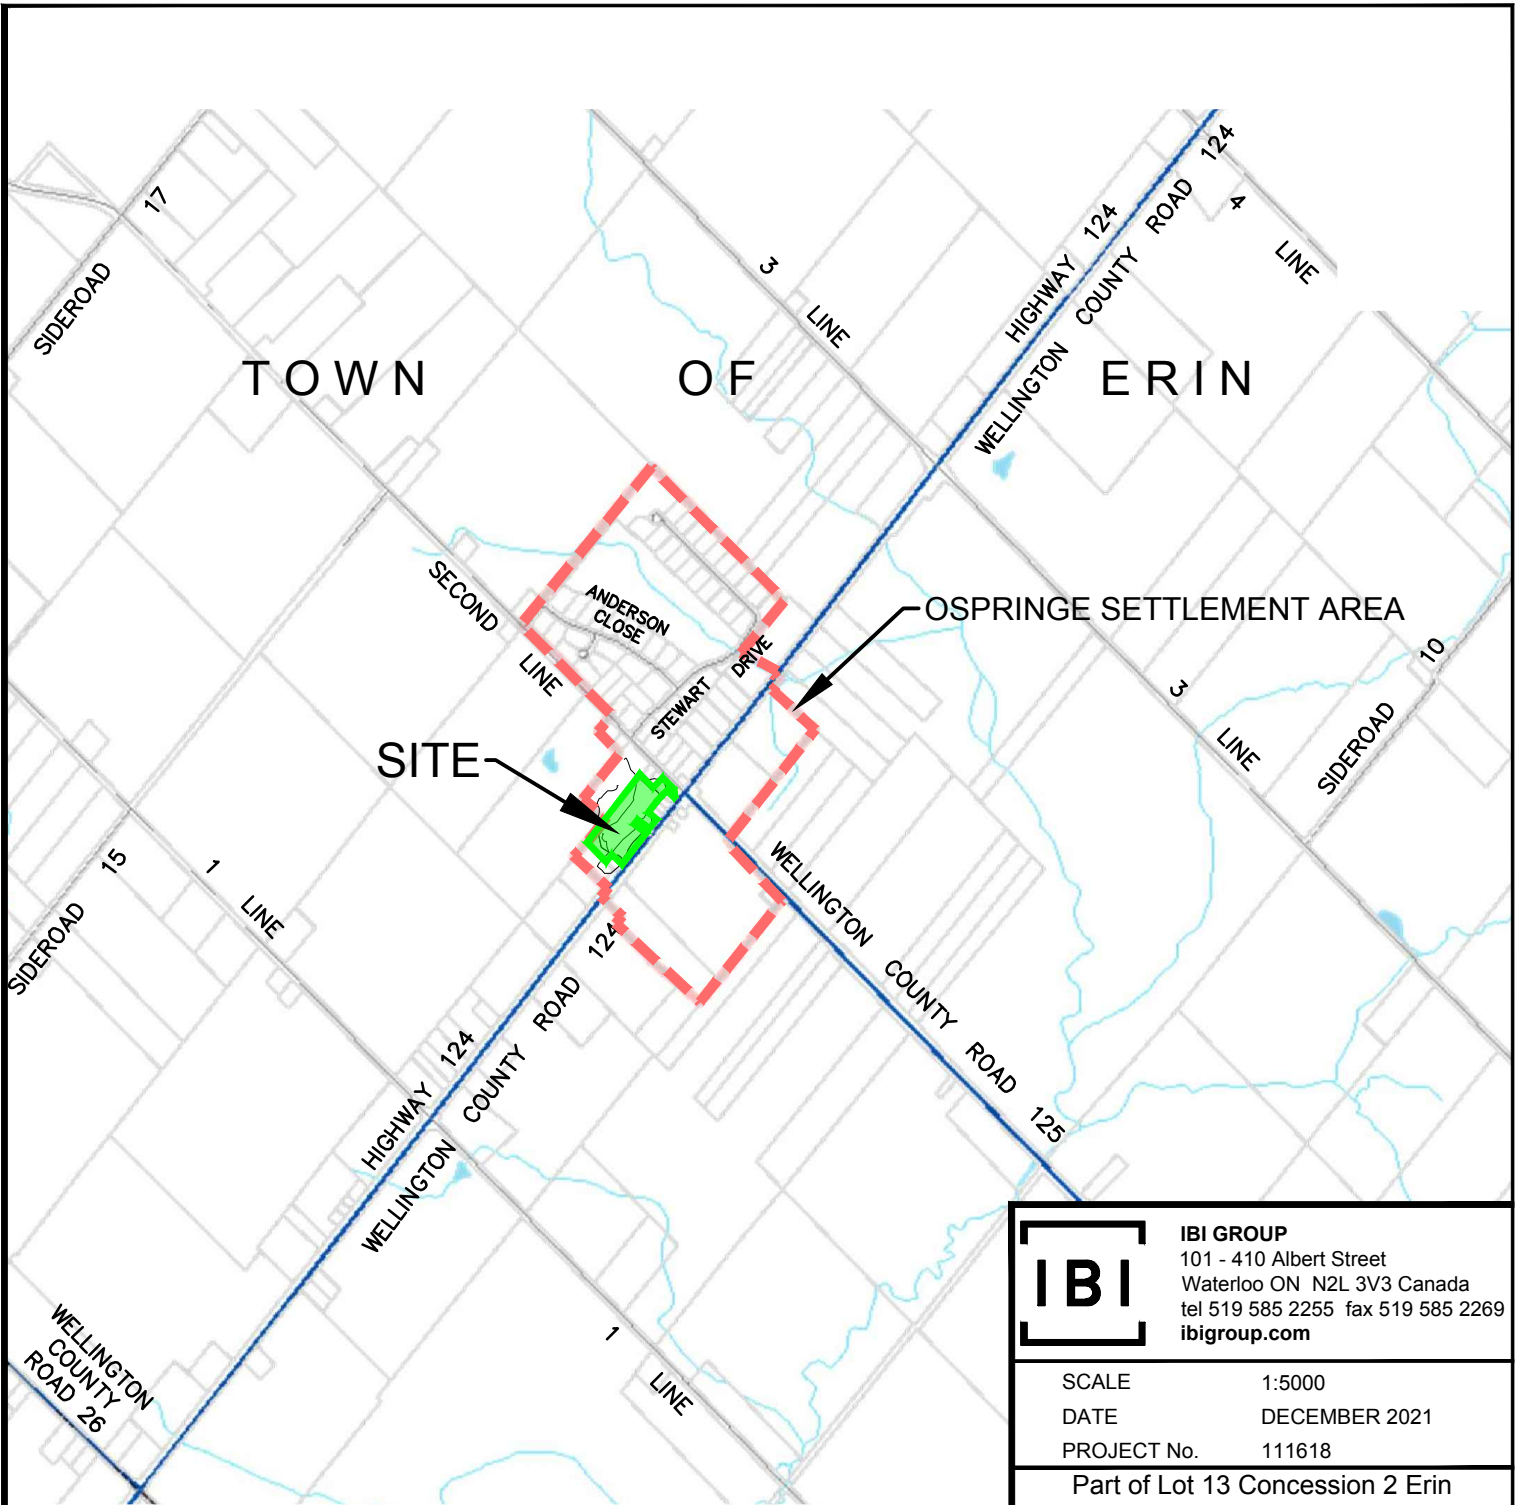 124
17
HIGHWAY 124
WELLINGTON COUNTY ROAD
4 LINE
3 LINE
SIDEROAD
TOWN OF ERIN
SECOND LINE
ANDERSON
CLOSE
OSPRINGE SETTLEMENT AREA
STEWART DRIVE
10
SIDEROAD
3 LINE
SITE
15
SIDEROAD
1 LINE
WELLINGTON COUNTY ROAD 125
HIGHWAY 124
WELLINGTON COUNTY ROAD 124
1 LINE
WELLINGTON
COUNTY
ROAD 26
IBI
IBI GROUP
101 - 410 Albert Street
Waterloo ON N2L 3V3 Canada
tel 519 585 2255 fax 519 585 2269
ibigroup.com
SCALE 1:5000
DATE DECEMBER 2021
PROJECT No. 111618
Part of Lot 13 Concession 2 Erin